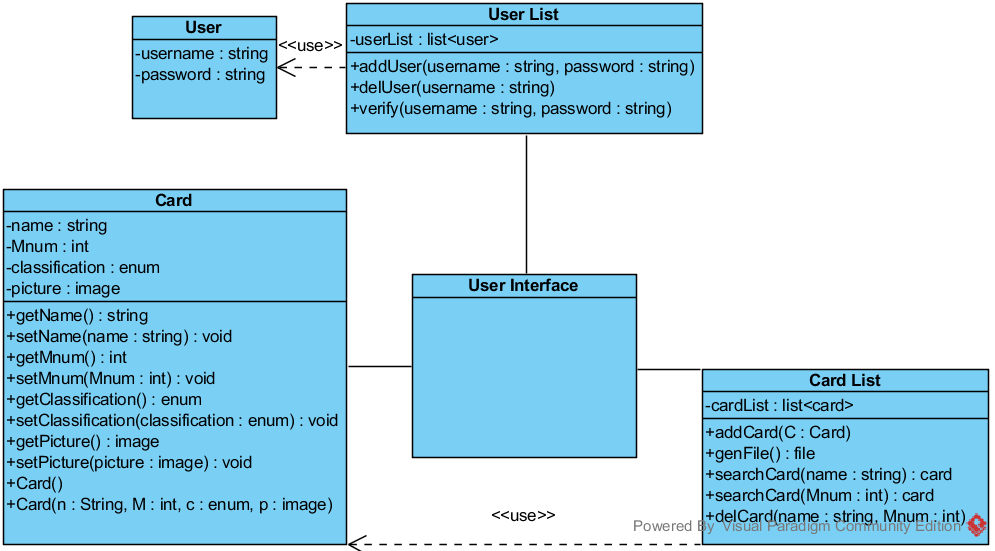 User
-username : string
-password : string
<<use>>
User List
-userList : list<user>
+addUser(username : string, password : string)
+delUser(username : string)
+verify(username : string, password : string)
Card
-name : string
-Mnum : int
-classification : enum
-picture : image
+getName() : string
+setName(name : string) : void
+getMnum() : int
+setMnum(Mnum : int) : void
+getClassification() : enum
+setClassification(classification : enum) : void
+getPicture() : image
+setPicture(picture : image) : void
+Card()
+Card(n : String, M : int, c : enum, p : image)
User Interface
Card List
-cardList : list<card>
+addCard(C : Card)
+genFile() : file
+searchCard(name : string) : card
+searchCard(Mnum : int) : card
+delCard(name : string, Mnum : int)
<<use>>
Powered By Visual Paradigm Community Edition